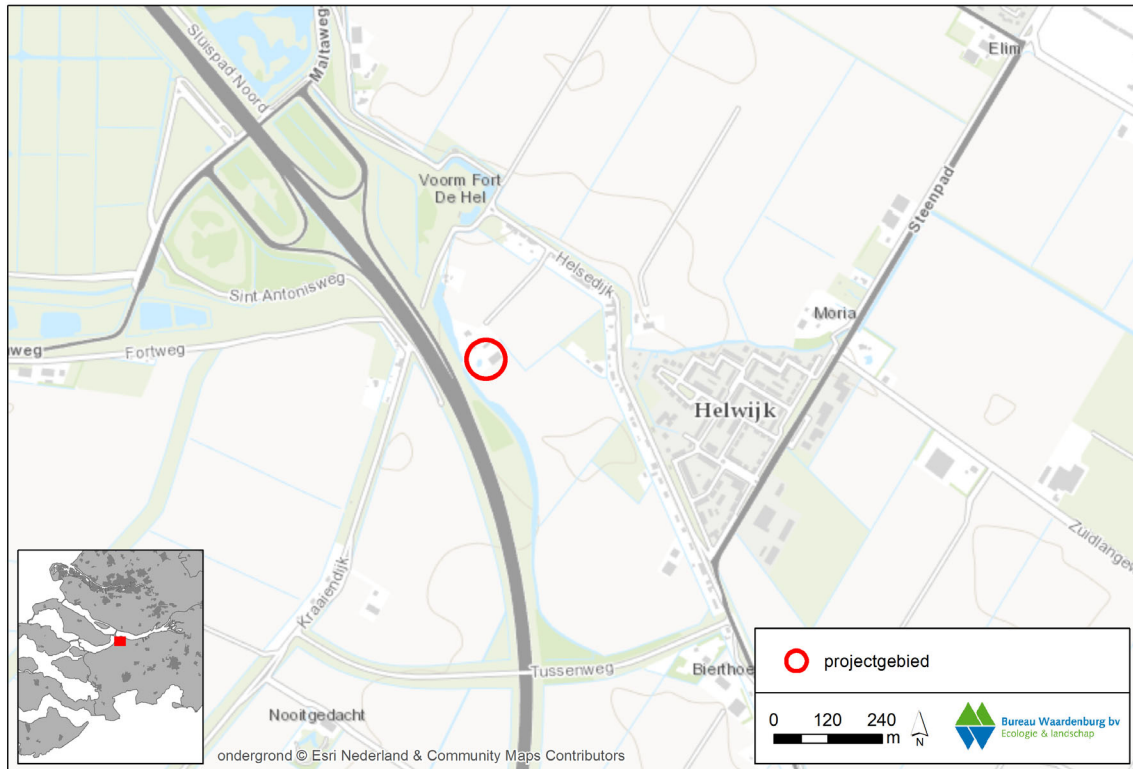 Sluispad Noord
Maltaweg
Elim
Voorm Fort
De Hel
Steenpad
Helsedijk
Sint Antonisweg
Moria
weg
Fortweg
Helwijk
Zuidlangew
Kraaiendijk
Tussenweg
Bierthoe
Nooitgedacht
projectgebied
0 120 240
m
N
Bureau Waardenburg bv
Ecologie & landschap
ondergrond © Esri Nederland & Community Maps Contributors